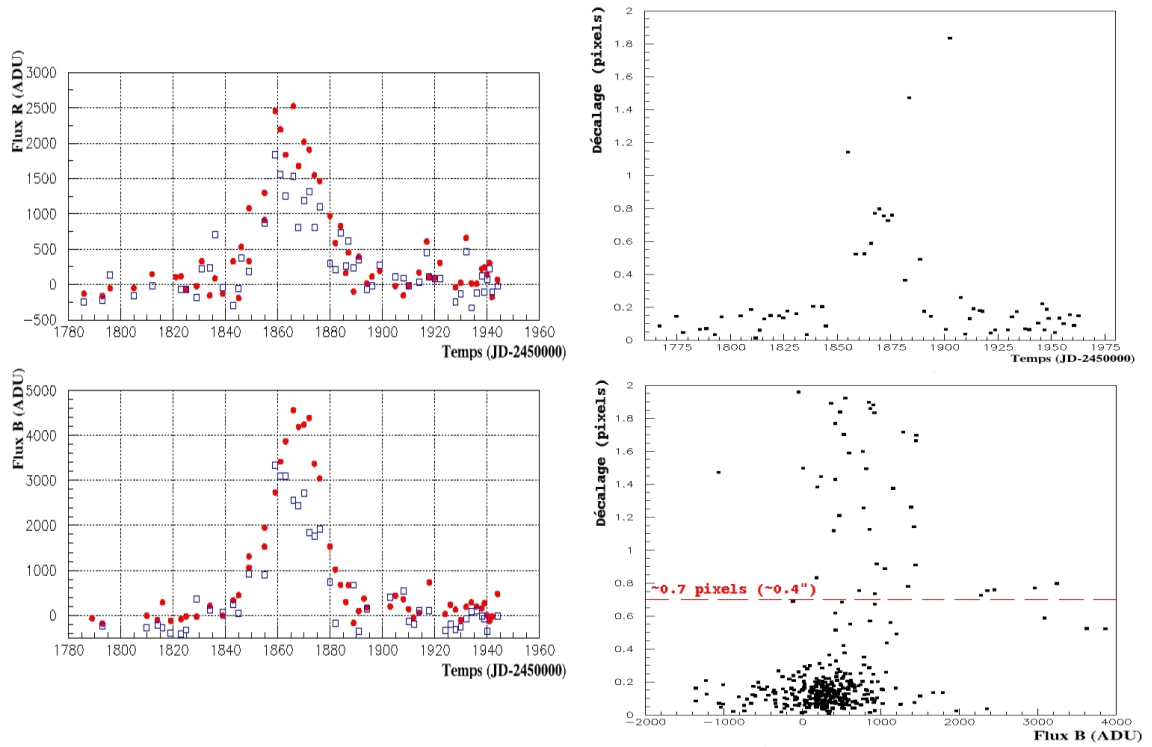 Flux R (ADU)
3000
2500
2000
1500
1000
500
0
−500
1780 1800 1820 1840 1860 1880 1900 1920 1940 1960
Temps (JD-2450000)
Décalage (pixels)
2
1.8
1.6
1.4
1.2
1
0.8
0.6
0.4
0.2
0
1775 1800 1825 1850 1875 1900 1925 1950 1975
Temps (JD-2450000)
Flux B (ADU)
5000
4000
3000
2000
1000
0
1780 1800 1820 1840 1860 1880 1900 1920 1940 1960
Temps (JD-2450000)
Décalage (pixels)
2
1.8
1.6
1.4
1.2
1
0.8
~0.7 pixels (~0.4")
0.6
0.4
0.2
0
−2000 −1000 0 1000 2000 3000 4000
Flux B (ADU)